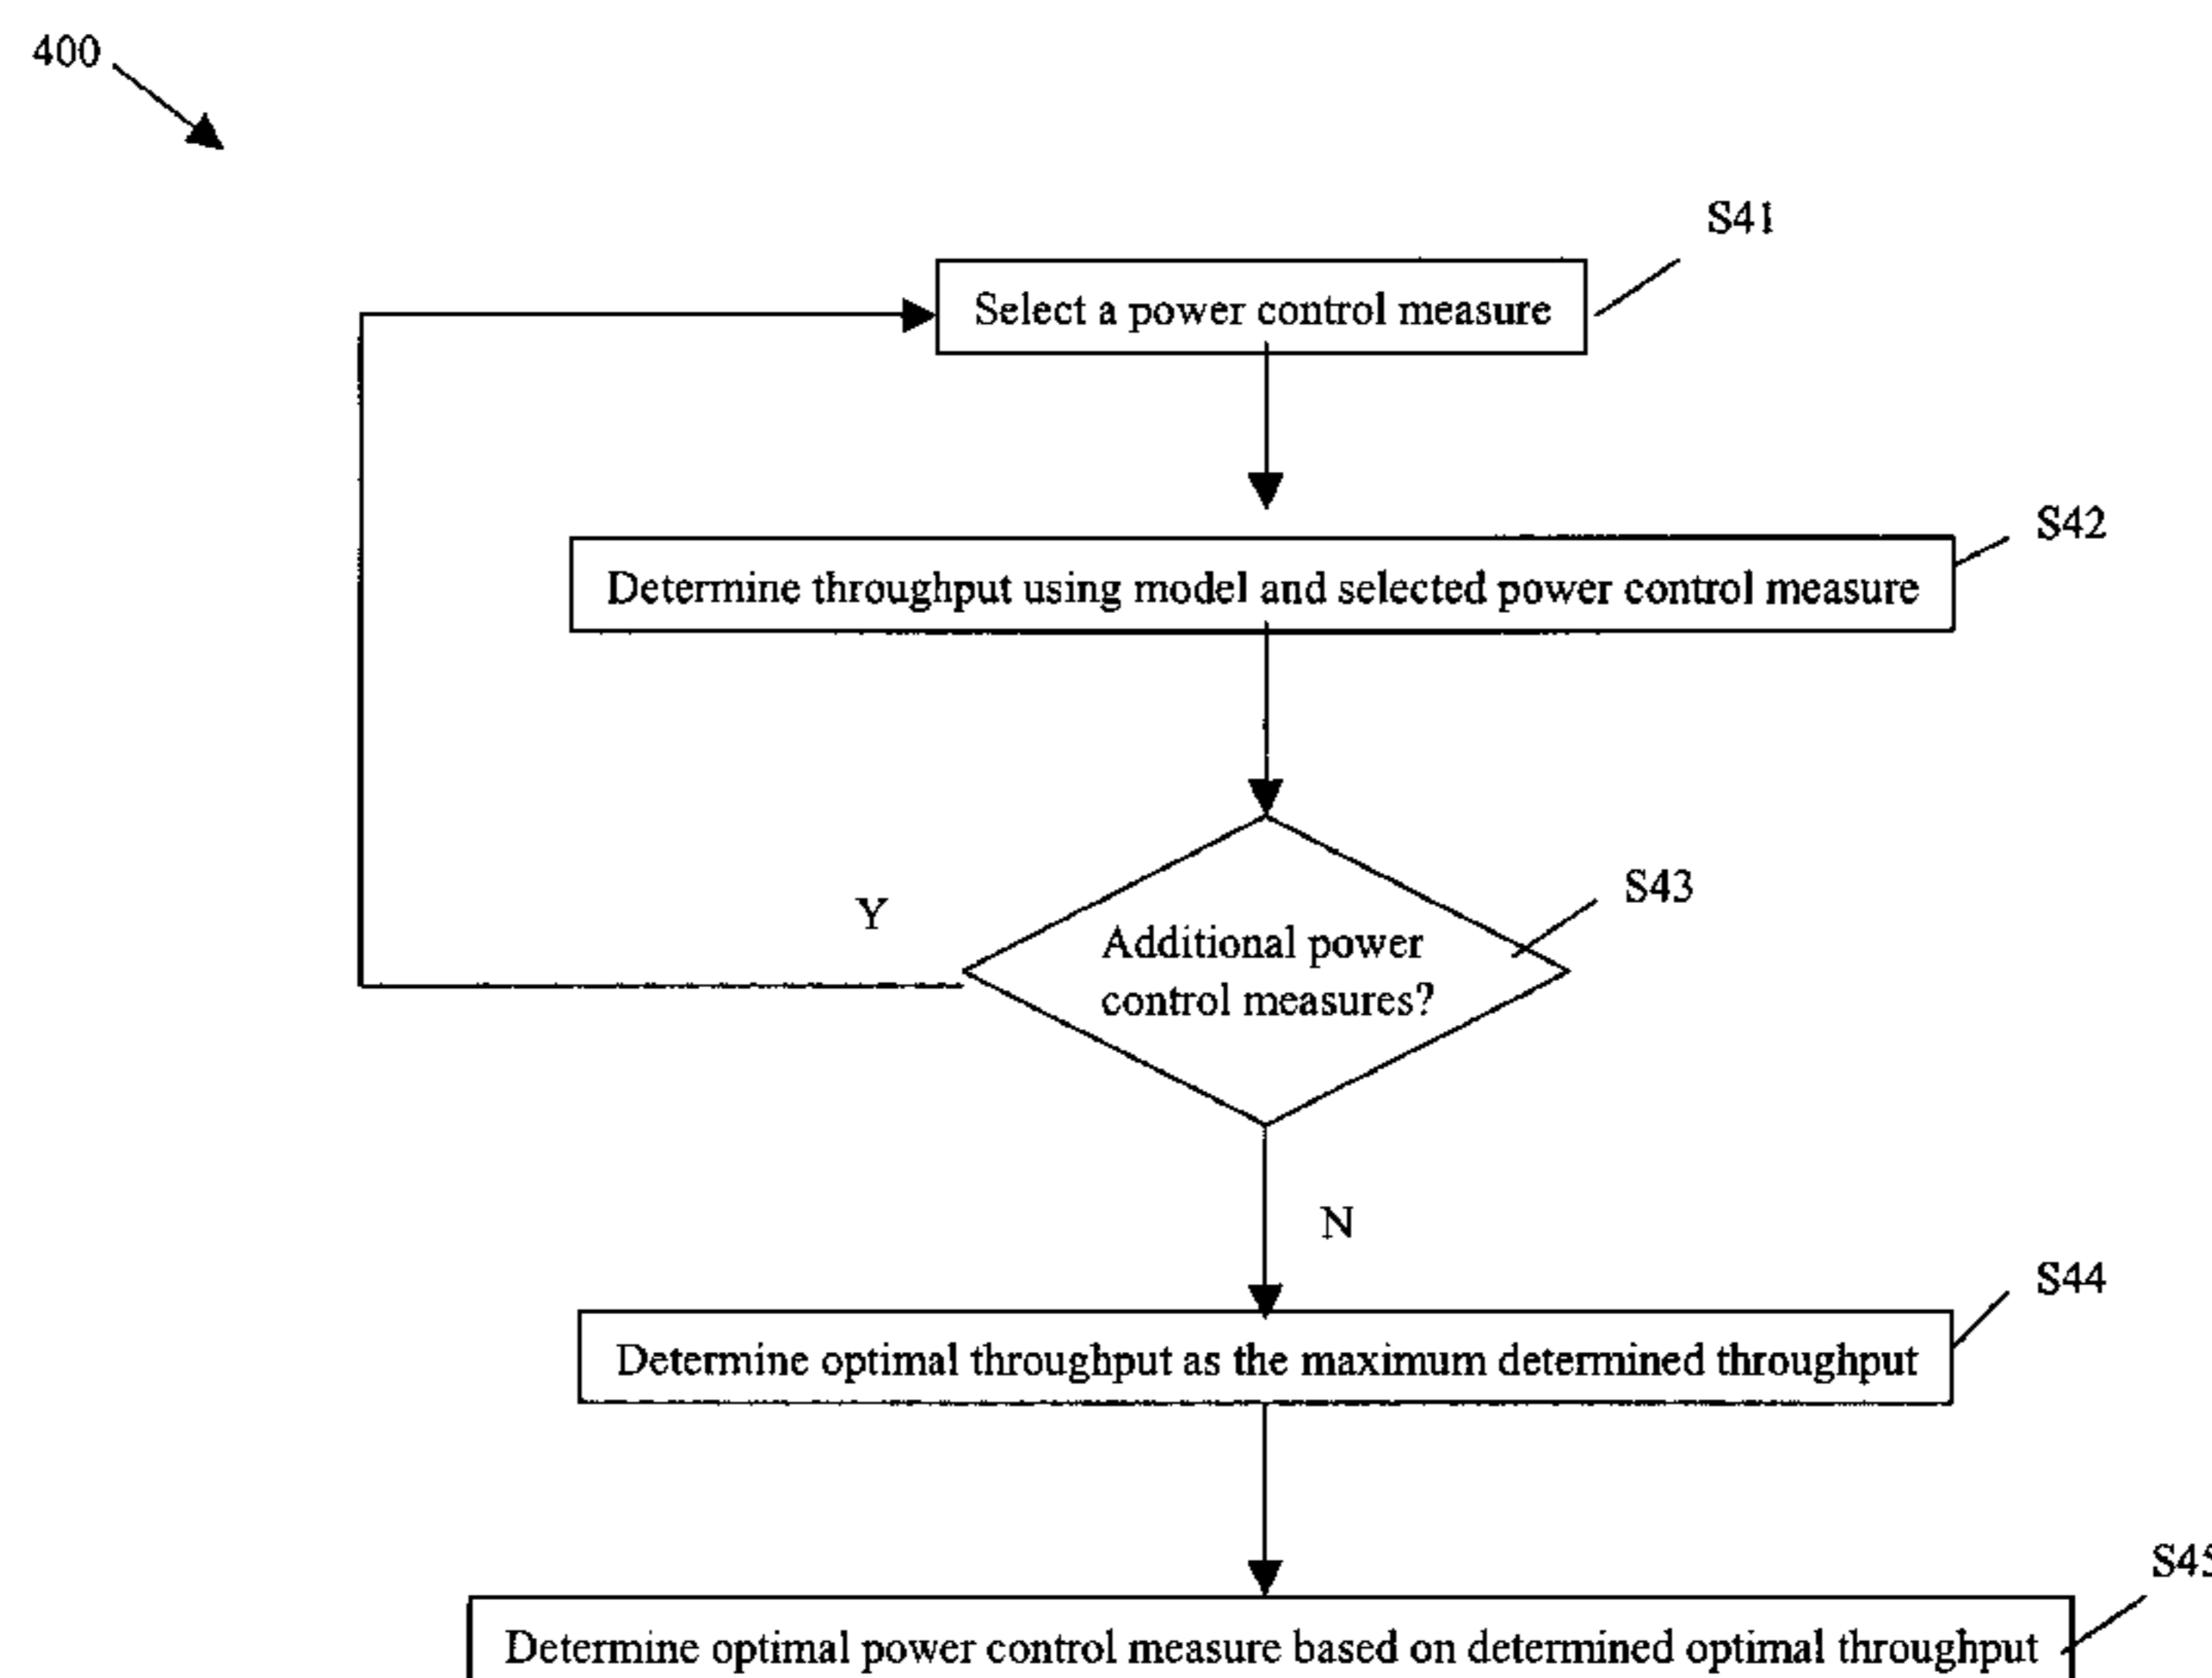 400
S41
Select a power control measure
S42
Determine throughput using model and selected power control measure
S43
Y
Additional power
control measures?
N
S44
Determine optimal throughput as the maximum determined throughput
S45
Determine optimal power control measure based on determined optimal throughput